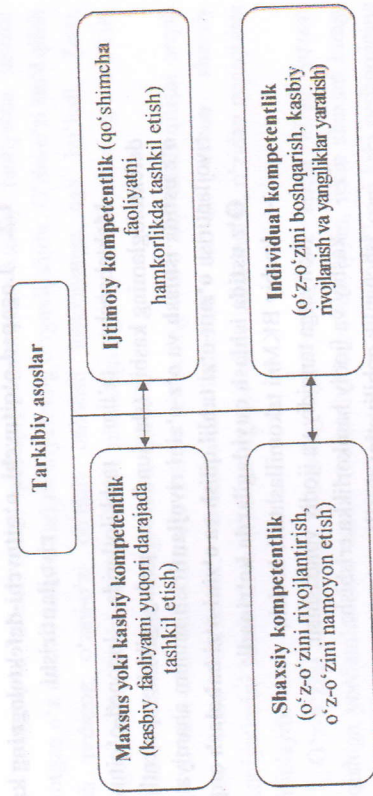 Tarkibiy asoslar
Maxsus yoki kasbiy kompetentlik
(kasbiy faoliyatni yuqori darajada
tashkil etish)
Ijtimoiy kompetentlik (qo‘shimcha
faoliyatni
hamkorlikda tashkil etish)
Shaxsiy kompetentlik
(o‘z-o‘zini rivojlantirish,
o‘z-o‘zini namoyon etish)
Individual kompetentlik
(o‘z-o‘zini boshqarish, kasbiy
rivojlanish va yangiliklar yaratish)